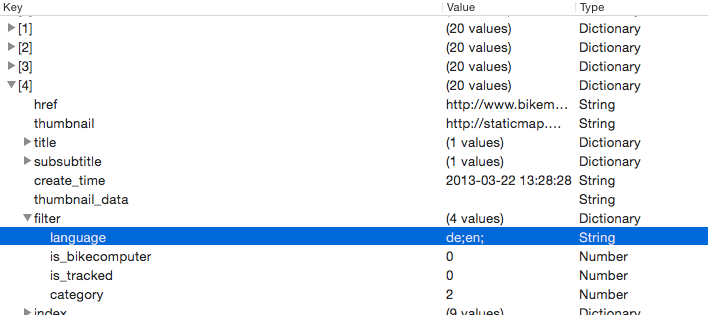 Key Value Type
[1] (20 values) Dictionary
[2] (20 values) Dictionary
[3] (20 values) Dictionary
[4] (20 values) Dictionary
href http://www.bikem... String
thumbnail http://staticmap.... String
title (1 values) Dictionary
subsubtitle (1 values) Dictionary
create_time 2013-03-22 13:28:28 String
thumbnail_data String
filter (4 values) Dictionary
language de;en; String
is_bikecomputer 0 Number
is_tracked 0 Number
category 2 Number
index (9 values) Dictionary